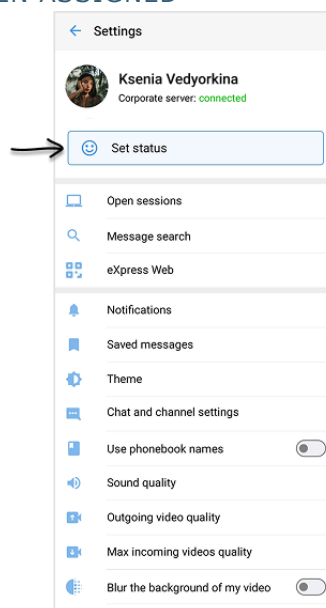 Settings
Ksenia Vedyorkina
Corporate server: connected
Set status
Open sessions
Message search
eXpress Web
Notifications
Saved messages
Theme
Chat and channel settings
Use phonebook names
Sound quality
Outgoing video quality
Max incoming videos quality
Blur the background of my video